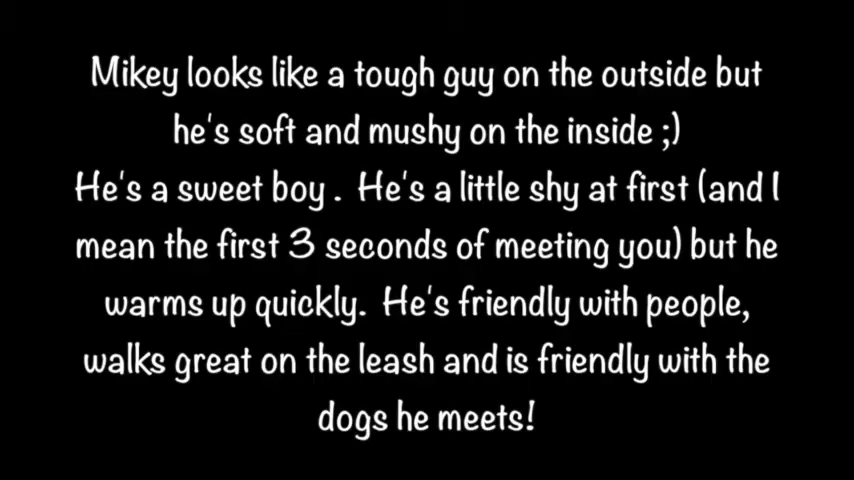 Mikey looks like a tough guy on the outside but
he's soft and mushy on the inside ;)
He's a sweet boy .  He's a little shy at first (and I
mean the first 3 seconds of meeting you) but he
warms up quickly.  He's friendly with people,
walks great on the leash and is friendly with the
dogs he meets!